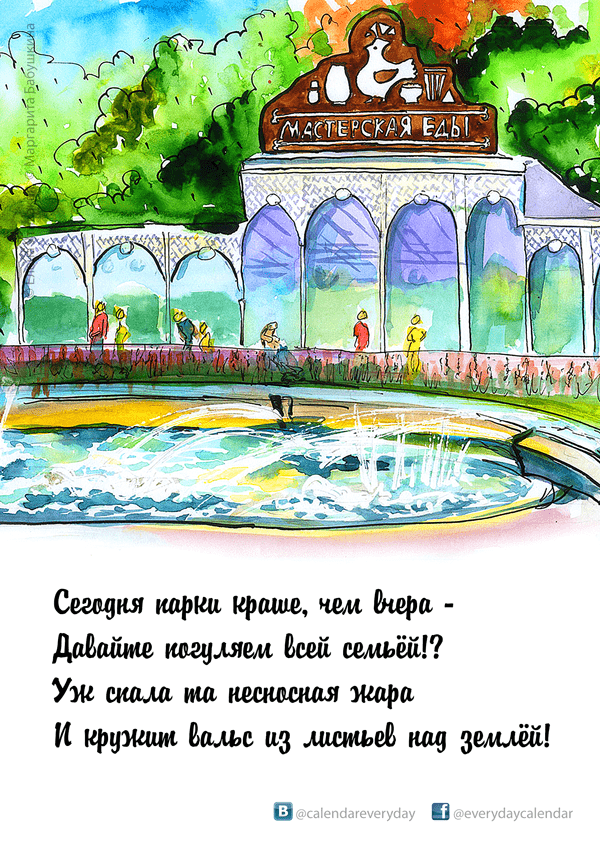 Маргарита Бабушкина
МАСТЕРСКАЯ ЕДЫ
Сегодня парки краше, чем вчера -
Давайте погуляем всей семьёй!?
Уж спала та несносная жара
И кружит вальс из листьев над землёй!
@calendareveryday @everydaycalendar